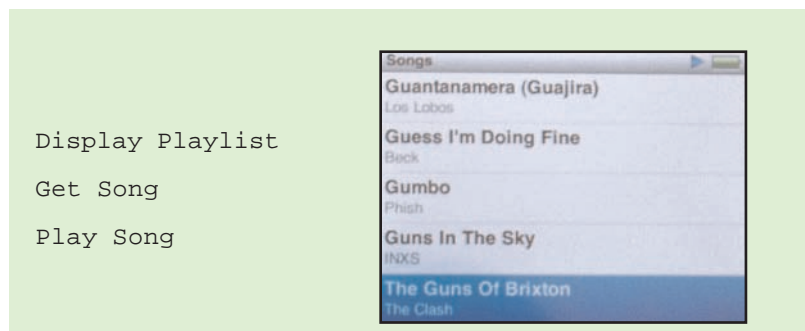 Display Playlist
Get Song
Play Song
Songs
Guantanamera (Guajira)
Los Lobos
Guess I'm Doing Fine
Beck
Gumbo
Phish
Guns In The Sky
INXS
The Guns Of Brixton
The Clash